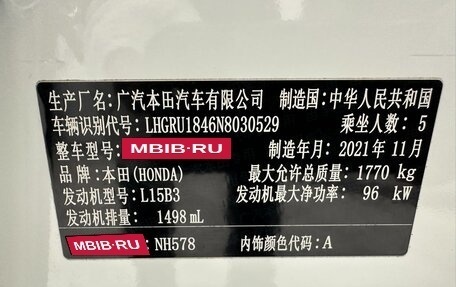 生产厂名：广汽本田汽车有限公司 制造国：中华人民共和国
车辆识别代号：LHGRU1846N8030529 乘坐人数：5
整车型号：MBIB·RU 制造年月：2021年11月
品牌：本田(HONDA) 最大允许总质量：1770 kg
发动机型号：L15B3 发动机最大净功率：96 kW
发动机排量：1498 mL
MBIB·RU NH578 内饰颜色代码：A